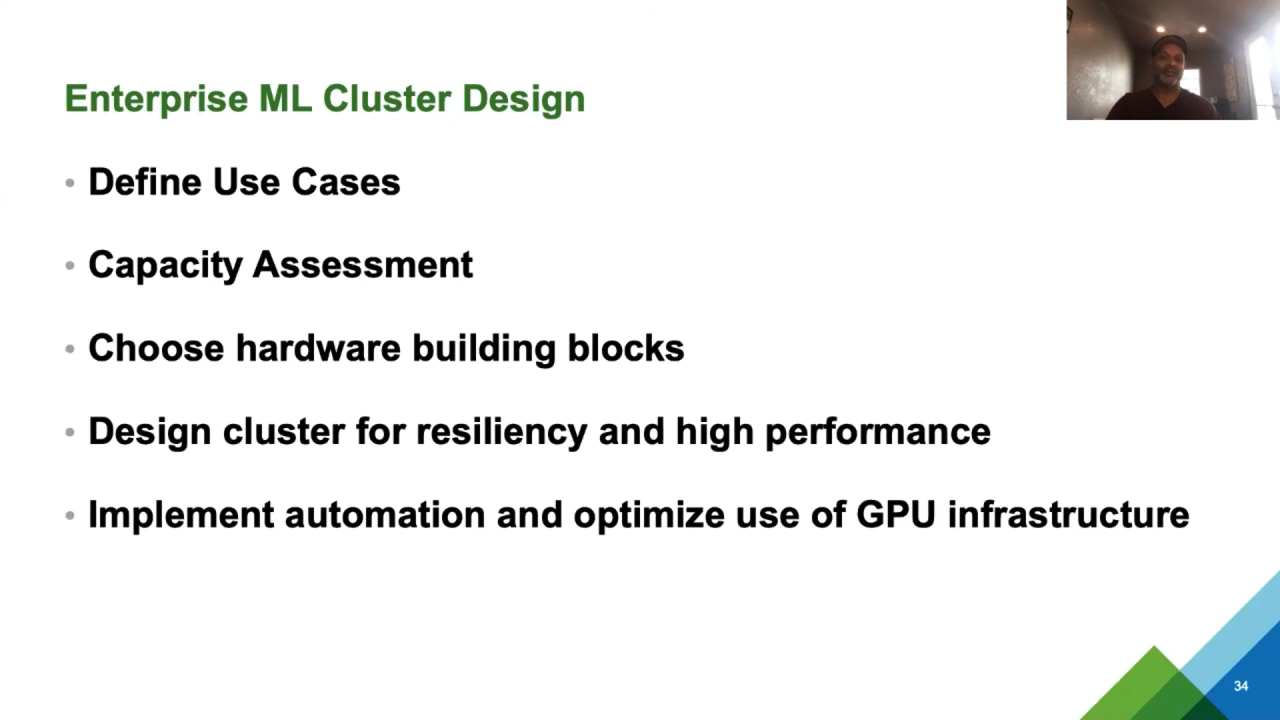 Enterprise ML Cluster Design
• Define Use Cases
• Capacity Assessment
• Choose hardware building blocks
• Design cluster for resiliency and high performance
• Implement automation and optimize use of GPU infrastructure
34